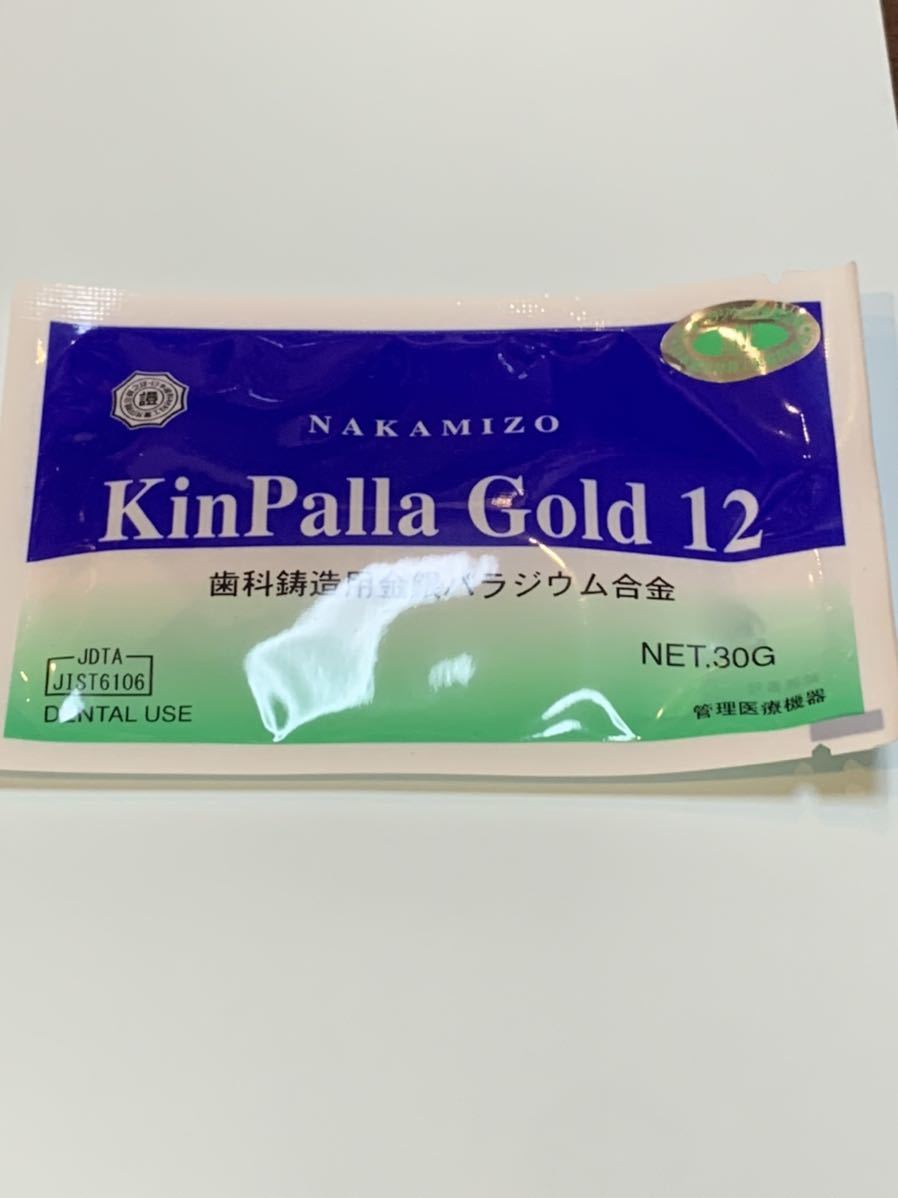 NAKAMIZO
KinPalla Gold 12
歯科鋳造用金銀パラジウム合金
JDTA
JIST6106
NET.30G
DENTAL USE
管理医療機器